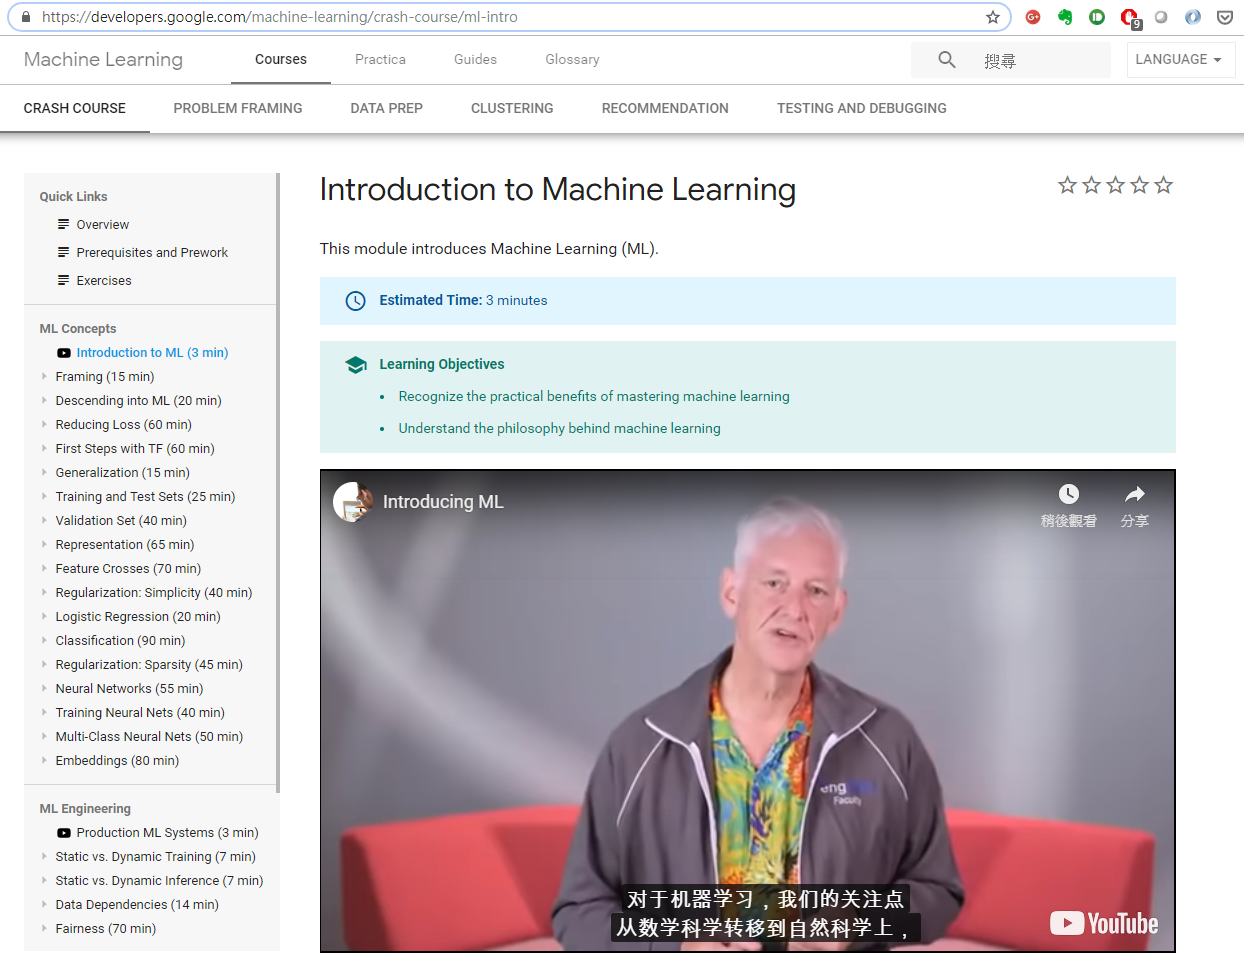 https://developers.google.com/machine-learning/crash-course/ml-intro
9
Machine Learning
Courses
Practica
Guides
Glossary
搜尋
LANGUAGE
CRASH COURSE
PROBLEM FRAMING
DATA PREP
CLUSTERING
RECOMMENDATION
TESTING AND DEBUGGING
Quick Links
Overview
Prerequisites and Prework
Exercises
ML Concepts
Introduction to ML (3 min)
Framing (15 min)
Descending into ML (20 min)
Reducing Loss (60 min)
First Steps with TF (60 min)
Generalization (15 min)
Training and Test Sets (25 min)
Validation Set (40 min)
Representation (65 min)
Feature Crosses (70 min)
Regularization: Simplicity (40 min)
Logistic Regression (20 min)
Classification (90 min)
Regularization: Sparsity (45 min)
Neural Networks (55 min)
Training Neural Nets (40 min)
Multi-Class Neural Nets (50 min)
Embeddings (80 min)
ML Engineering
Production ML Systems (3 min)
Static vs. Dynamic Training (7 min)
Static vs. Dynamic Inference (7 min)
Data Dependencies (14 min)
Fairness (70 min)
Introduction to Machine Learning
This module introduces Machine Learning (ML).
Estimated Time: 3 minutes
Learning Objectives
Recognize the practical benefits of mastering machine learning
Understand the philosophy behind machine learning
Introducing ML
稍後觀看
分享
eng
Faculty
对于机器学习，我们的关注点
从数学科学转移到自然科学上，
YouTube